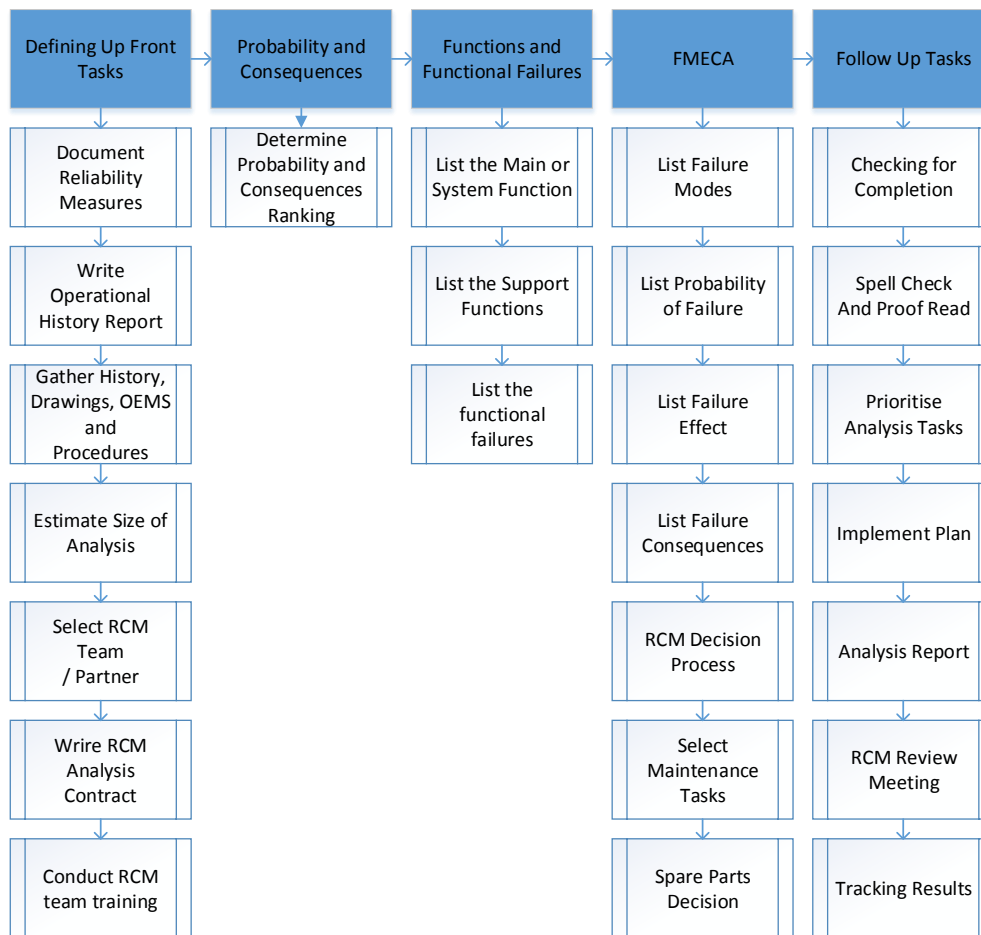 Defining Up Front
Tasks
Probability and
Consequences
Functions and
Functional Failures
FMECA
Follow Up Tasks
Document
Reliability
Measures
Write
Operational
History Report
Gather History,
Drawings, OEMS
and
Procedures
Estimate Size of
Analysis
Select RCM
Team
/ Partner
Wrire RCM
Analysis
Contract
Conduct RCM
team training
Determine
Probability and
Consequences
Ranking
List the Main or
System Function
List the Support
Functions
List the
functional
failures
List Failure
Modes
List Probability
of Failure
List Failure
Effect
List Failure
Consequences
RCM Decision
Process
Select
Maintenance
Tasks
Spare Parts
Decision
Checking for
Completion
Spell Check
And Proof Read
Prioritise
Analysis Tasks
Implement Plan
Analysis Report
RCM Review
Meeting
Tracking Results